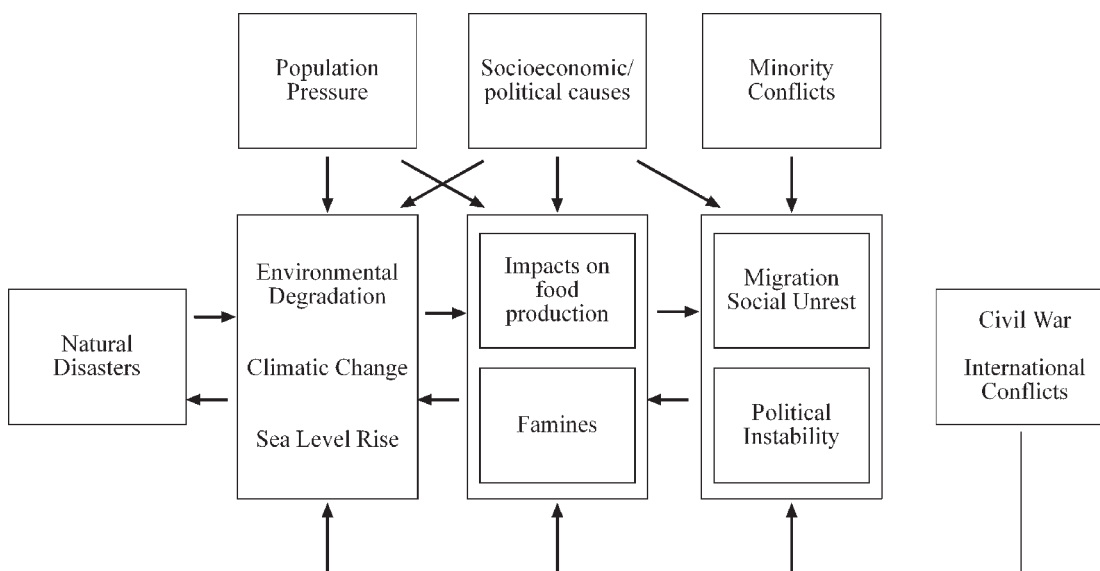 Population
Pressure
Socioeconomic/
political causes
Minority
Conflicts
Natural
Disasters
Environmental
Degradation
Climatic Change
Sea Level Rise
Impacts on
food
production
Famines
Migration
Social Unrest
Political
Instability
Civil War
International
Conflicts